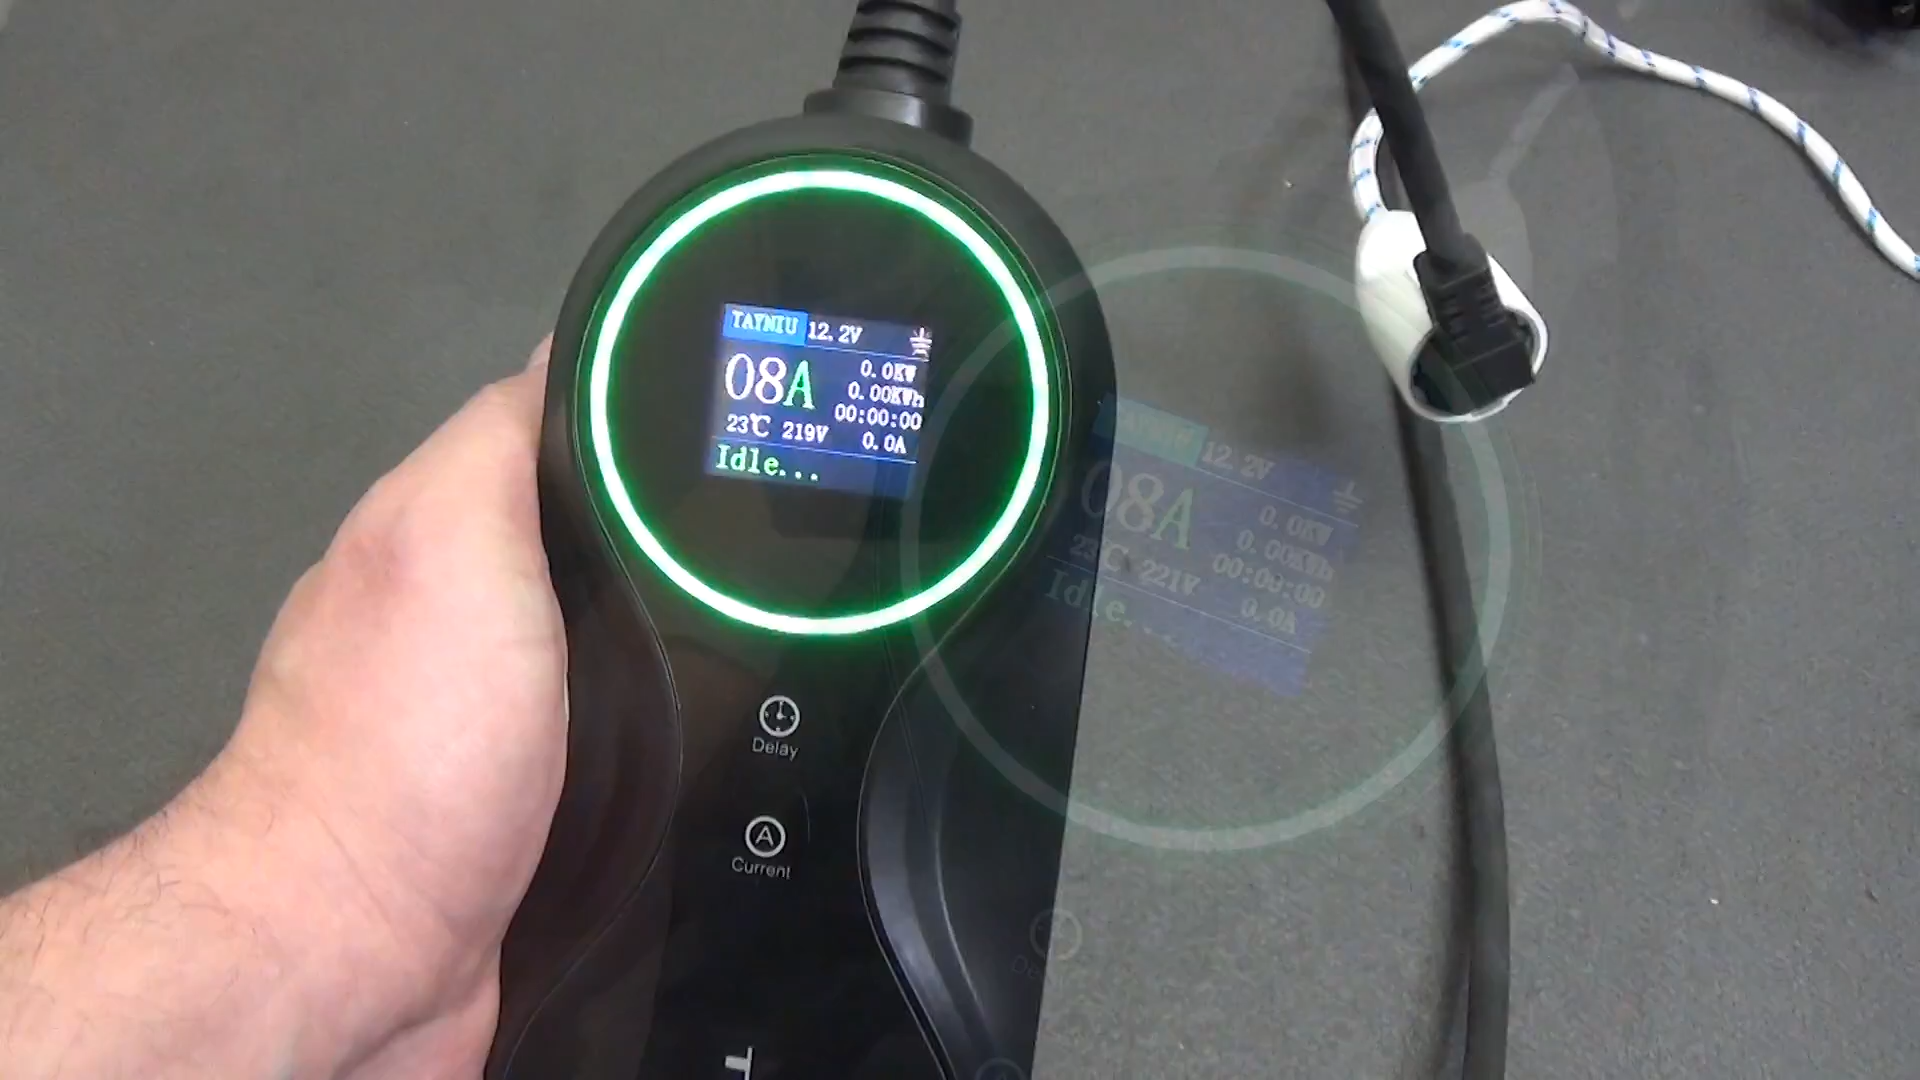 TAYNIU 12.2V
08A
0.0KW
0.00KWh
00:00:00
23℃ 219V 0.0A
Idle...
Delay
A
Current
T
12.2V
08A
0.0KW
0.00KWh
00:00:00
23℃ 221V 0.0A
Idle...